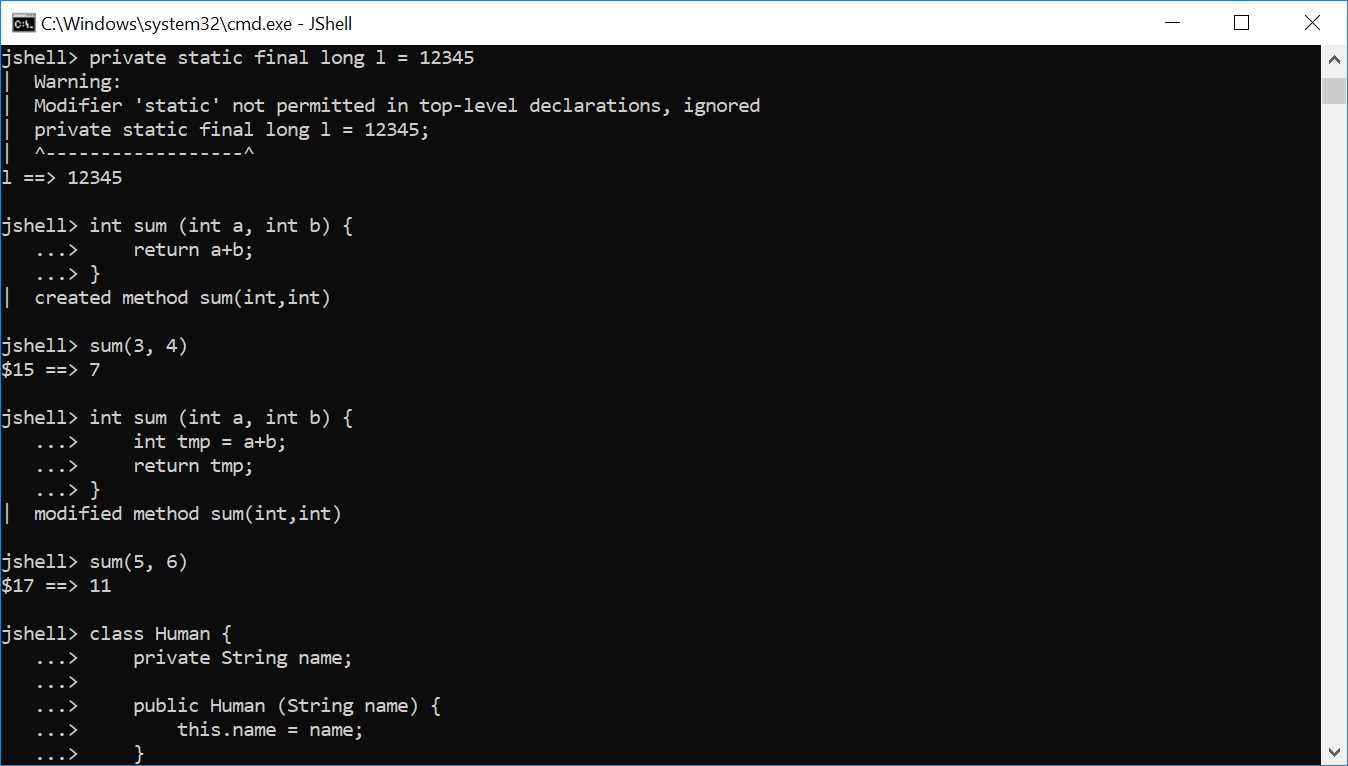 C:\Windows\system32\cmd.exe - JShell
jshell> private static final long l = 12345
|  Warning:
|  Modifier 'static' not permitted in top-level declarations, ignored
|  private static final long l = 12345;
|  ^------------------^
l ==> 12345
jshell> int sum (int a, int b) {
   ...>     return a+b;
   ...> }
|  created method sum(int,int)
jshell> sum(3, 4)
$15 ==> 7
jshell> int sum (int a, int b) {
   ...>     int tmp = a+b;
   ...>     return tmp;
   ...> }
|  modified method sum(int,int)
jshell> sum(5, 6)
$17 ==> 11
jshell> class Human {
   ...>     private String name;
   ...>
   ...>     public Human (String name) {
   ...>         this.name = name;
   ...>     }